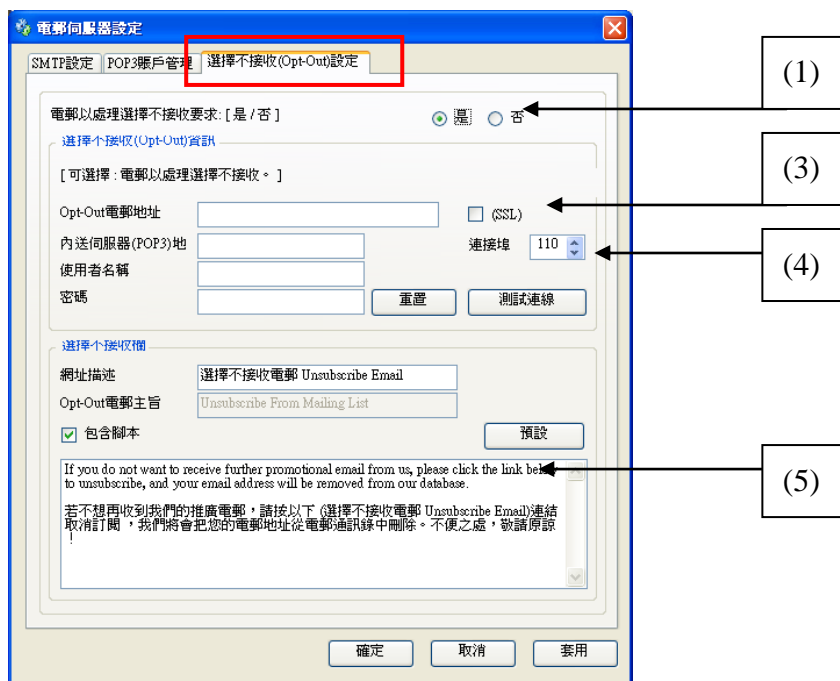 電郵伺服器設定
SMTP設定 POP3賬戶管理 選擇不接收(Opt-Out)設定
(1)
電郵以處理選擇不接收要求: [ 是 / 否 ] 是 否
選擇不接收(Opt-Out)資訊
[ 可選擇 : 電郵以處理選擇不接收。 ]
(3)
Opt-Out電郵地址 (SSL)
內送伺服器(POP3)地 連接埠 110
(4)
使用者名稱
密碼 重置 測試連線
選擇不接收欄
網址描述 選擇不接收電郵 Unsubscribe Email
Opt-Out電郵主旨 Unsubscribe From Mailing List
包含腳本 預設
If you do not want to receive further promotional email from us, please click the link below
to unsubscribe, and your email address will be removed from our database.
(5)
若不想再收到我們的推廣電郵，請按以下 (選擇不接收電郵 Unsubscribe Email)連結
取消訂閱 ，我們將會把您的電郵地址從電郵通訊錄中刪除。不便之處，敬請原諒
!
確定 取消 套用